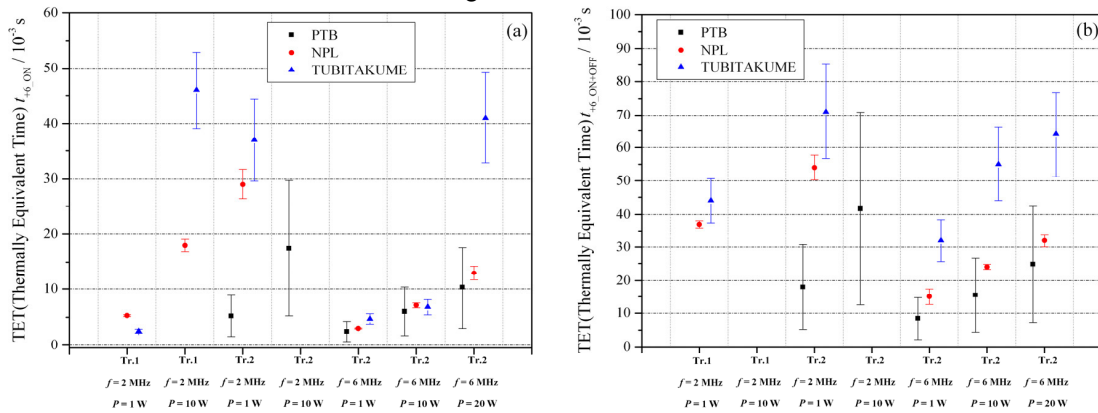 60
50
40
30
20
10
0
TET(Thermally Equivalent Time) t+6_ON / 10-3 s
PTB
NPL
TUBITAKUME
(a)
Tr.1 Tr.1 Tr.2 Tr.2 Tr.2 Tr.2 Tr.2
f = 2 MHz f = 2 MHz f = 2 MHz f = 2 MHz f = 6 MHz f = 6 MHz f = 6 MHz
P = 1 W P = 10 W P = 1 W P = 10 W P = 1 W P = 10 W P = 20 W
100
90
80
70
60
50
40
30
20
10
0
TET(Thermally Equivalent Time) t+6_ON+OFF / 10-3 s
PTB
NPL
TUBITAKUME
(b)
Tr.1 Tr.1 Tr.2 Tr.2 Tr.2 Tr.2 Tr.2
f = 2 MHz f = 2 MHz f = 2 MHz f = 2 MHz f = 6 MHz f = 6 MHz f = 6 MHz
P = 1 W P = 10 W P = 1 W P = 10 W P = 1 W P = 10 W P = 20 W